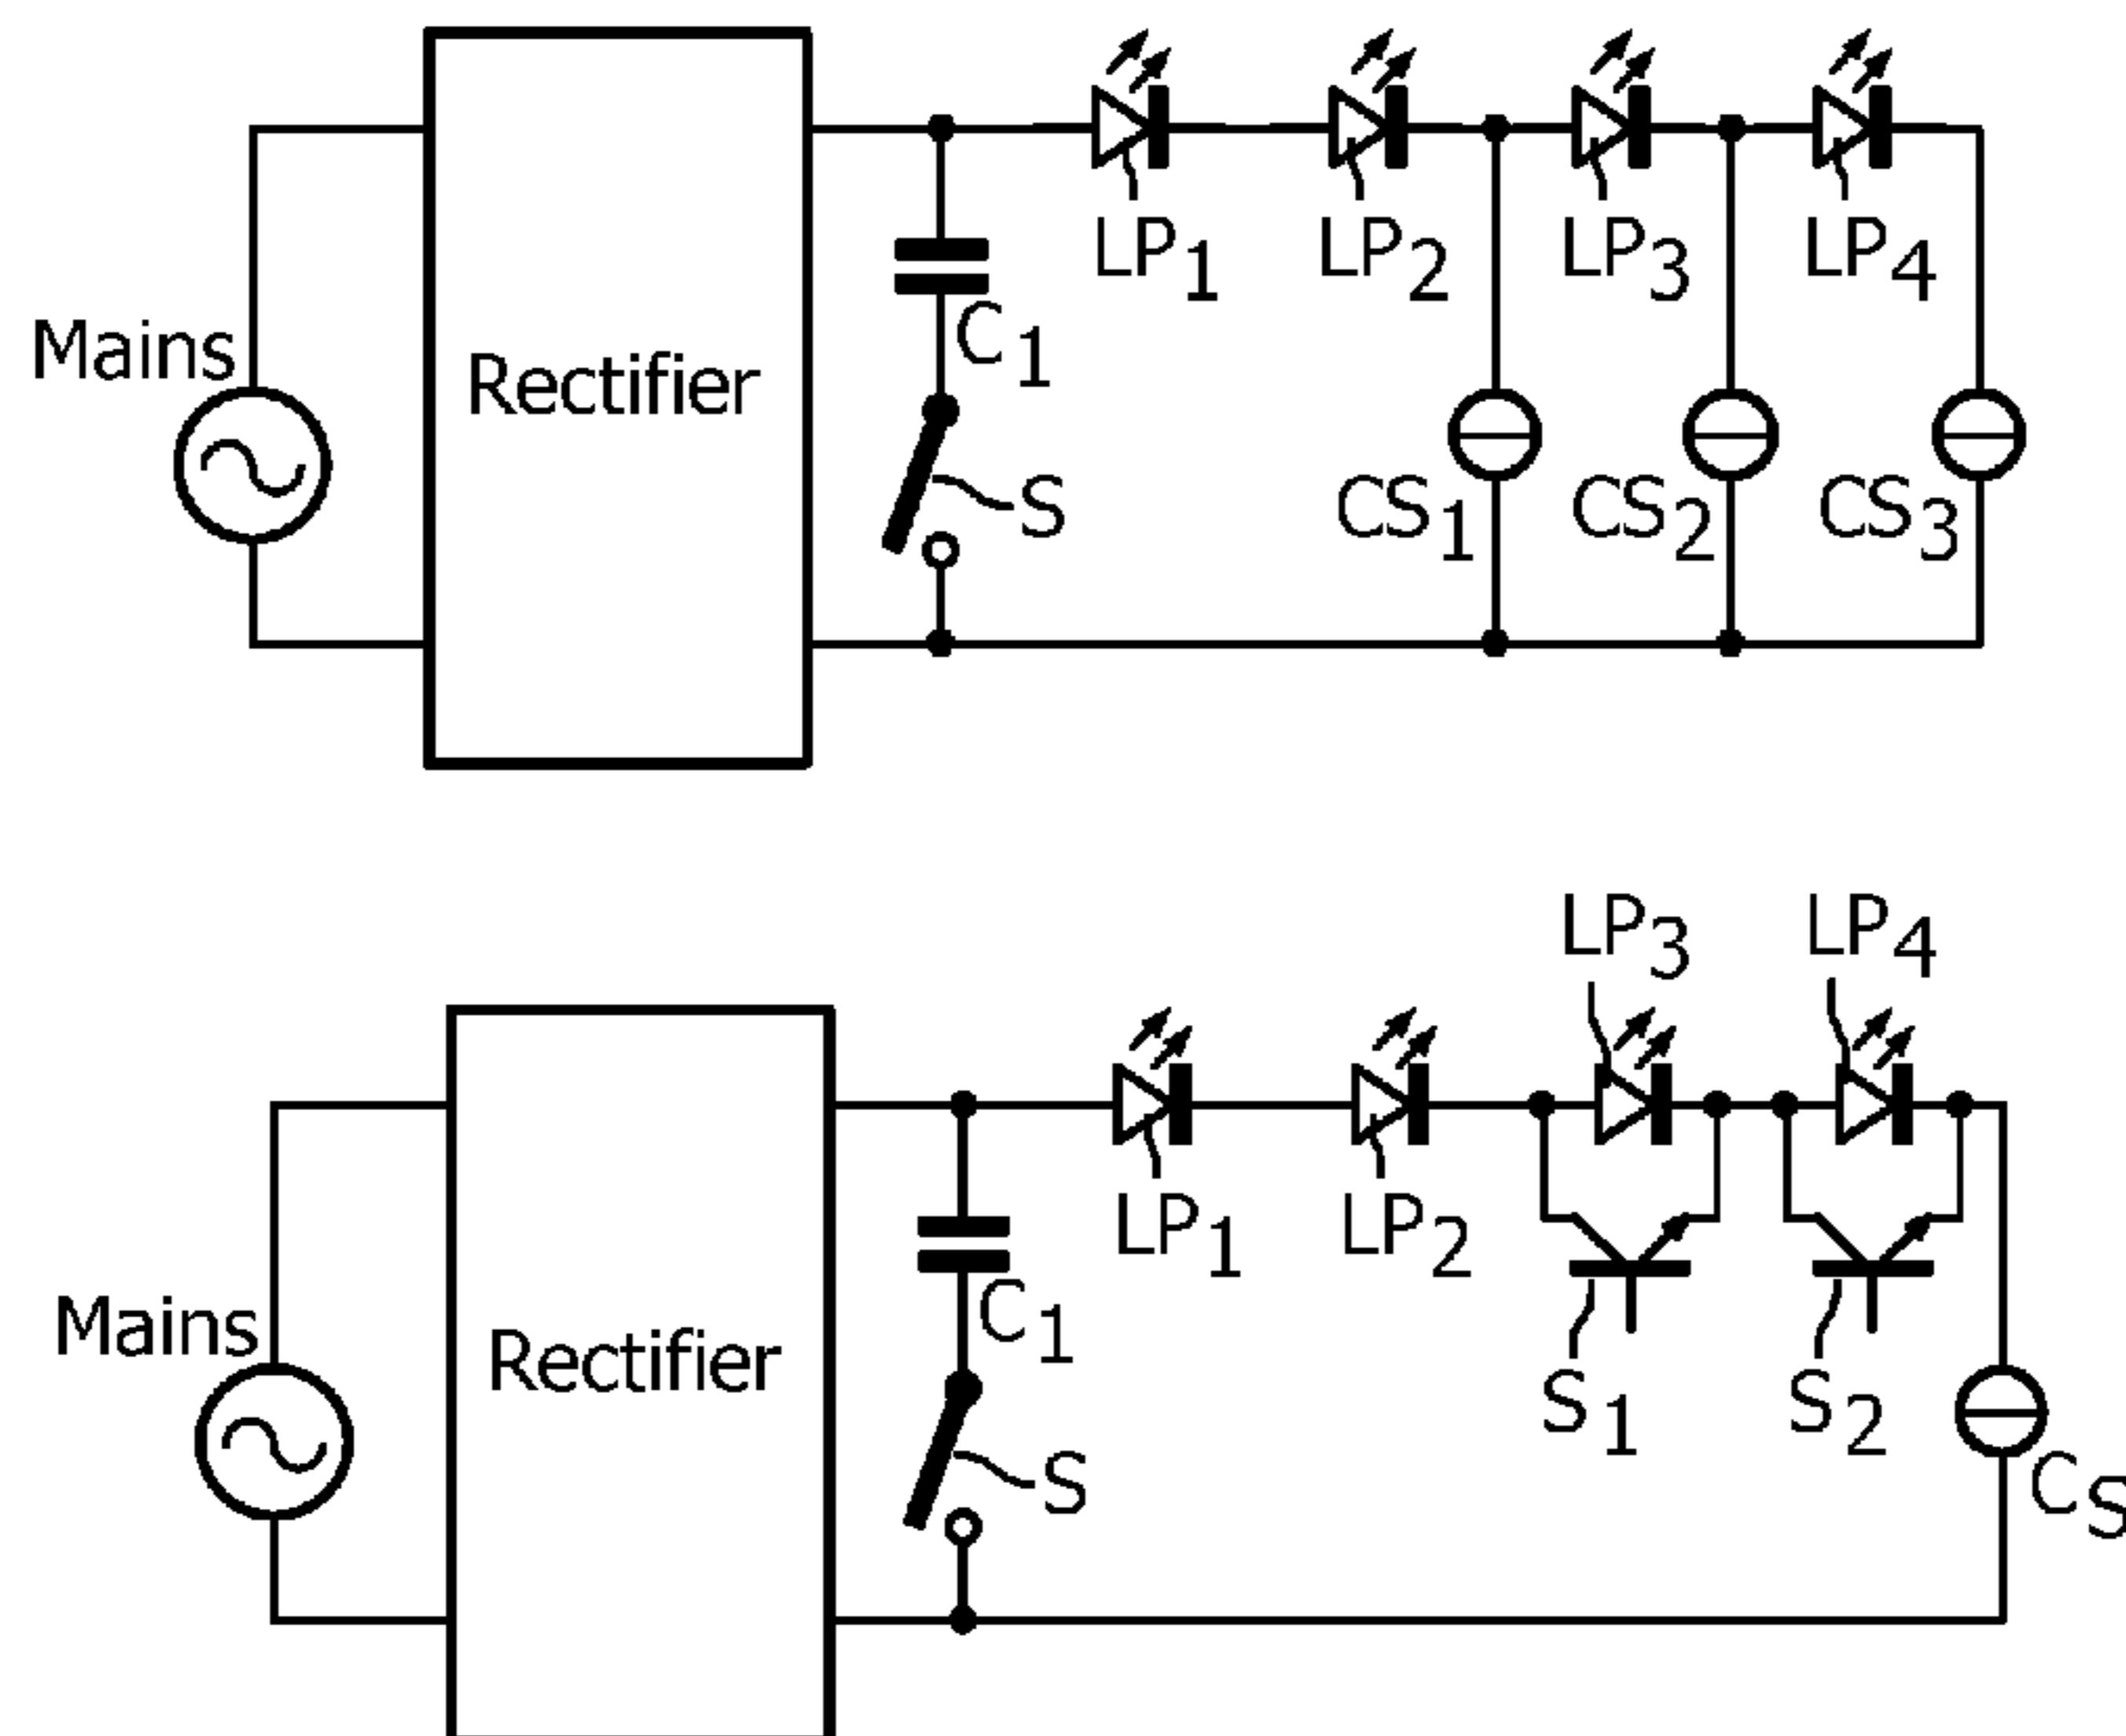 LP1 LP2 LP3 LP4
Mains
Rectifier
C1
S
CS1 CS2 CS3
LP3 LP4
LP1 LP2
Mains
Rectifier
C1
S
S1 S2
CS